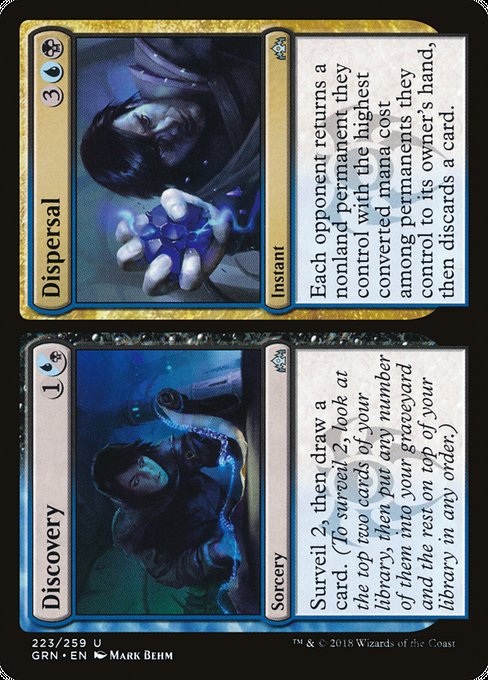 Dispersal 3
Instant
Each opponent returns a
nonland permanent they
control with the highest
converted mana cost
among permanents they
control to its owner's hand,
then discards a card.
Discovery 1
Sorcery
Surveil 2, then draw a
card. (To surveil 2, look at
the top two cards of your
library, then put any number
of them into your graveyard
and the rest on top of your
library in any order.)
223/259 U
GRN • EN Mark Behm
™ & © 2018 Wizards of the Coast